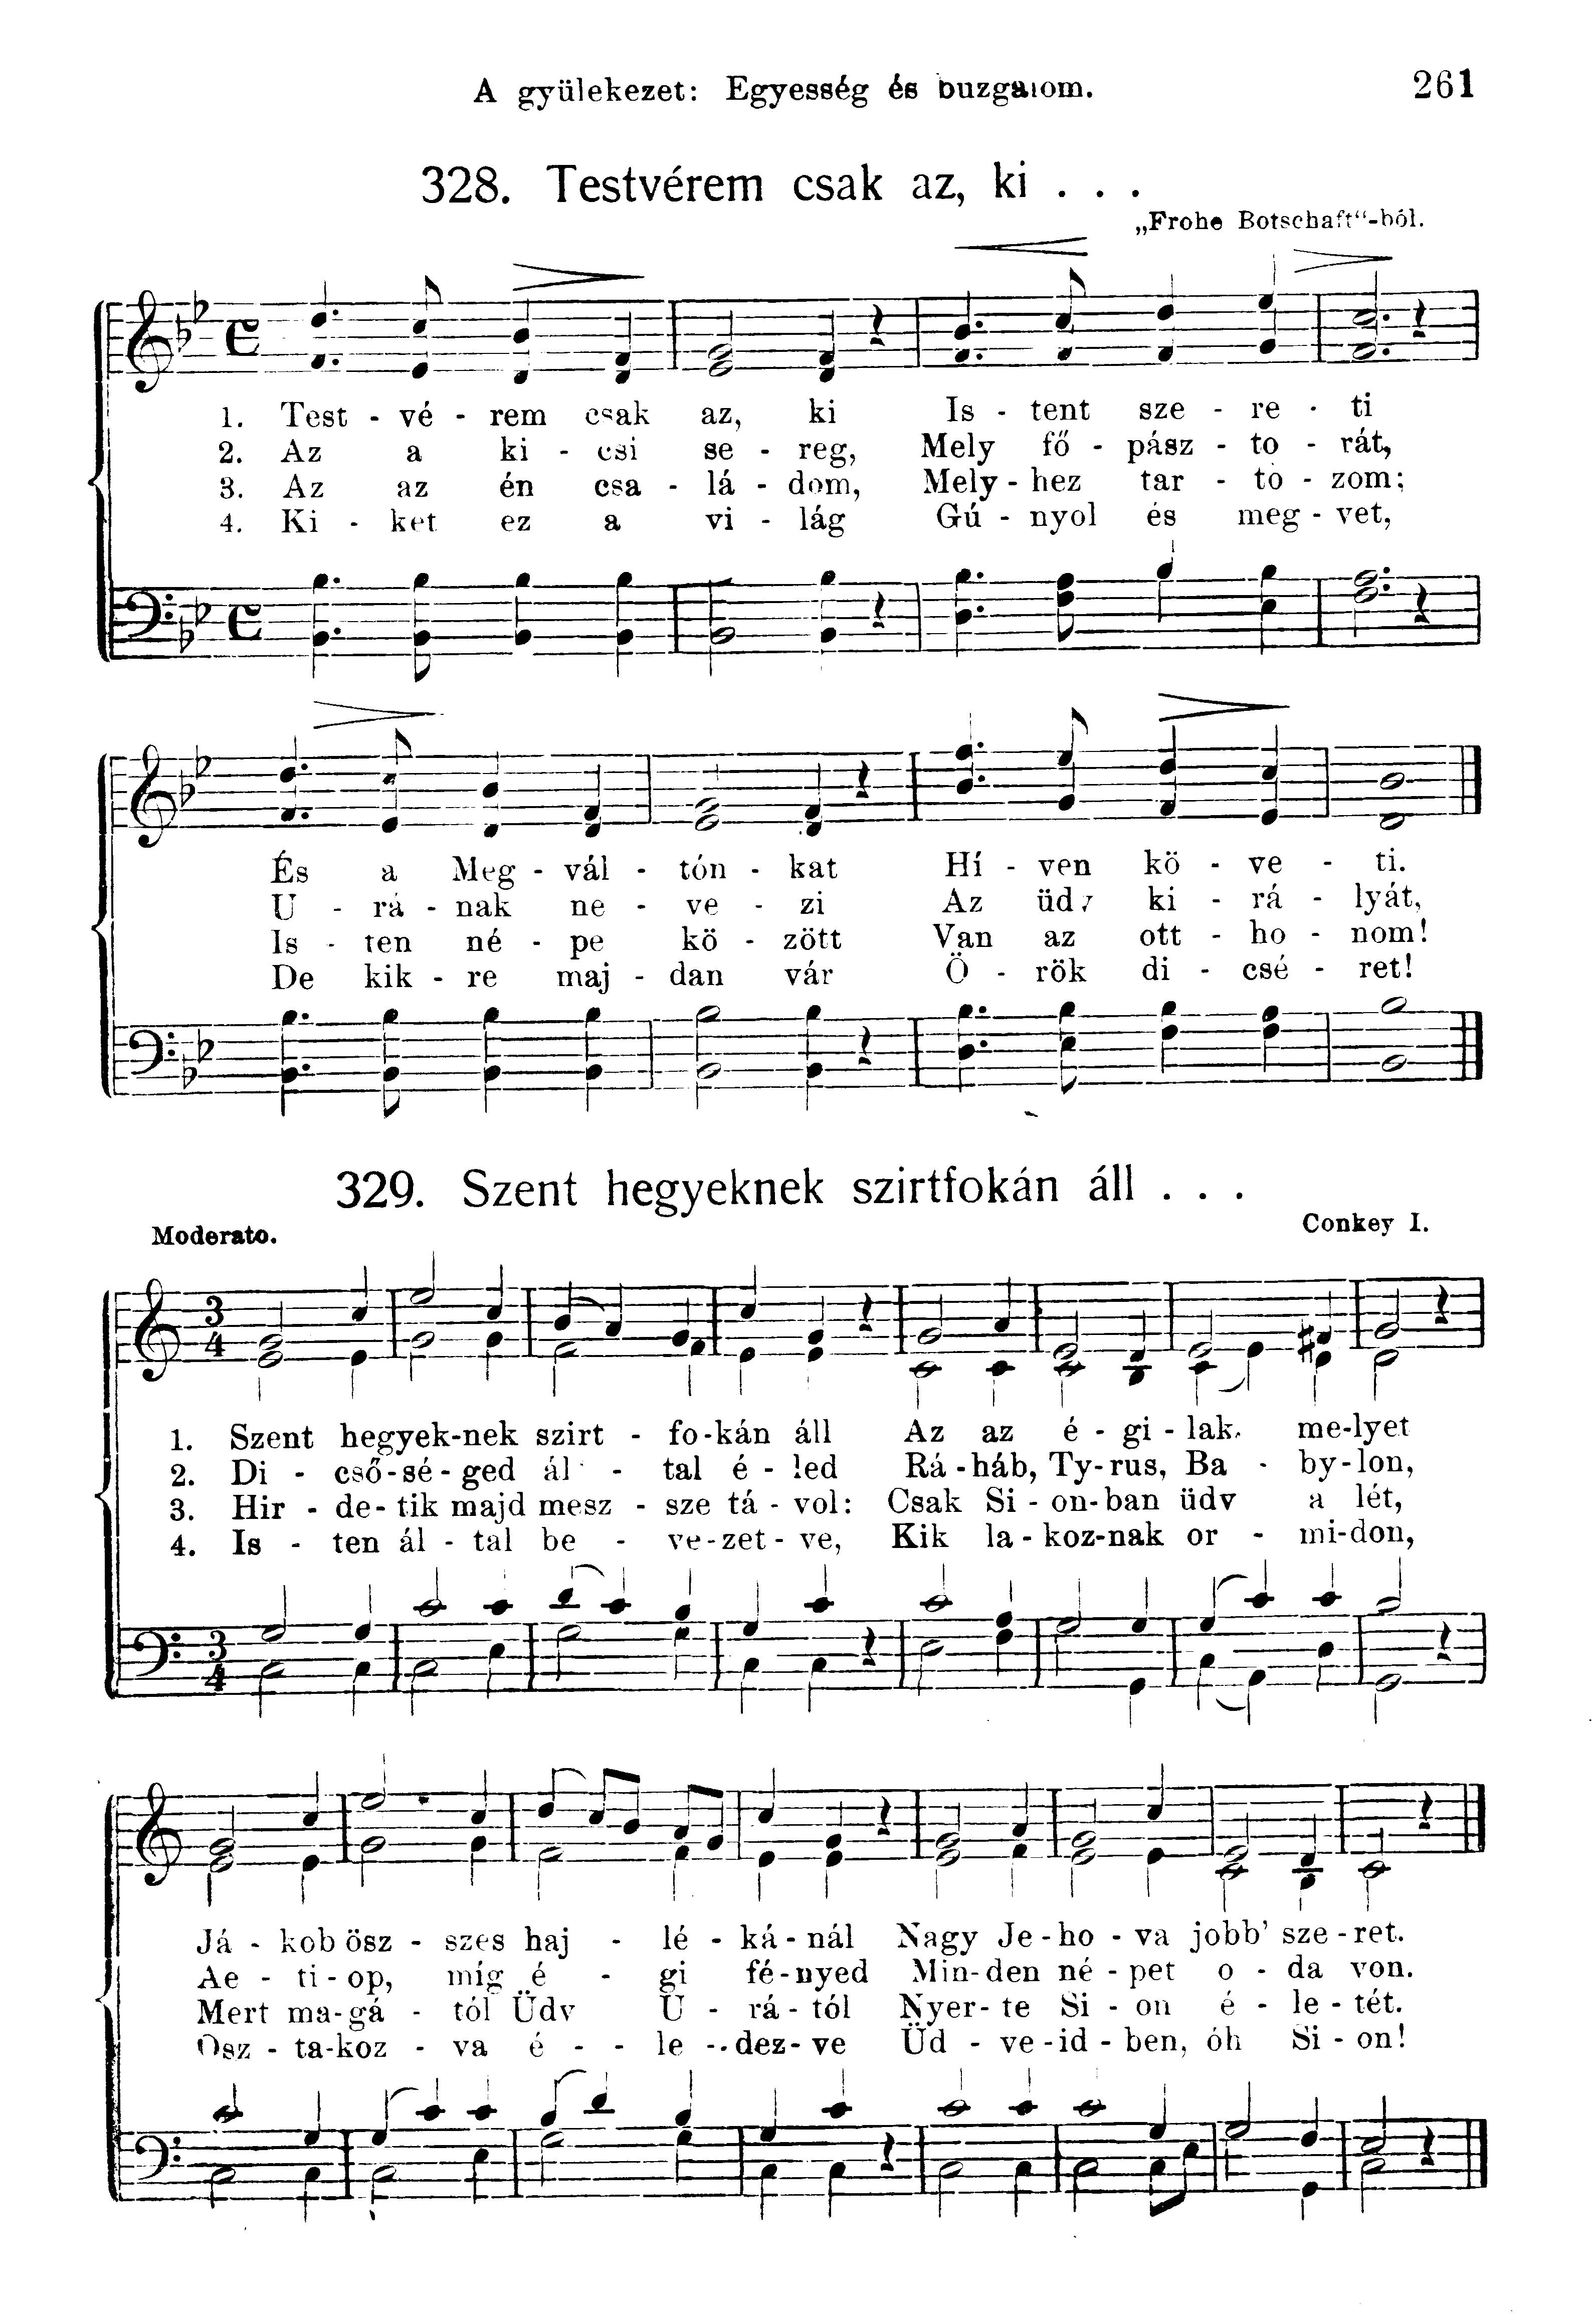 A gyülekezet: Egyesség és buzgalom. 261
328. Testvérem csak az, ki . . .
„Frohe Botschaft“-ból.
1. Test - vé - rem csak az, ki Is - tent sze - re - ti
2. Az a ki - csi se - reg, Mely fő - pász - to - rát,
3. Az az én csa - lá - dom, Mely - hez tar - to - zom;
4. Ki - ket ez a vi - lág Gú - nyol és meg - vet,
És a Meg - vál - tón - kat Hí - ven kö - ve - ti.
U - rá - nak ne - ve - zi Az üdv ki - rá - lyát,
Is - ten né - pe kö - zött Van az ott - ho - nom!
De kik - re maj - dan vár Ö - rök di - csé - ret!
329. Szent hegyeknek szirtfokán áll . . .
Moderato. Conkey I.
1. Szent hegyek-nek szirt - fo-kán áll Az az é - gi - lak, me-lyet
2. Di - cső-sé-ged ál - tal é - led Rá-háb, Ty-rus, Ba - by-lon,
3. Hir - de-tik majd mesz - sze tá - vol: Csak Si - on-ban üdv a lét,
4. Is - ten ál - tal be - ve-zet - ve, Kik la - koz-nak or - mi-don,
Já - kob ösz - szes haj - lé - ká - nál Nagy Je - ho - va jobb' sze - ret.
Ae - ti - op, míg é - gi fé - nyed Min - den né - pet o - da von.
Mert ma-gá - tól Üdv U - rá - tól Nyer - te Si - on é - le - tét.
Osz - ta-koz - va é - - le - dez - ve Üd - ve - id - ben, óh Si - on!